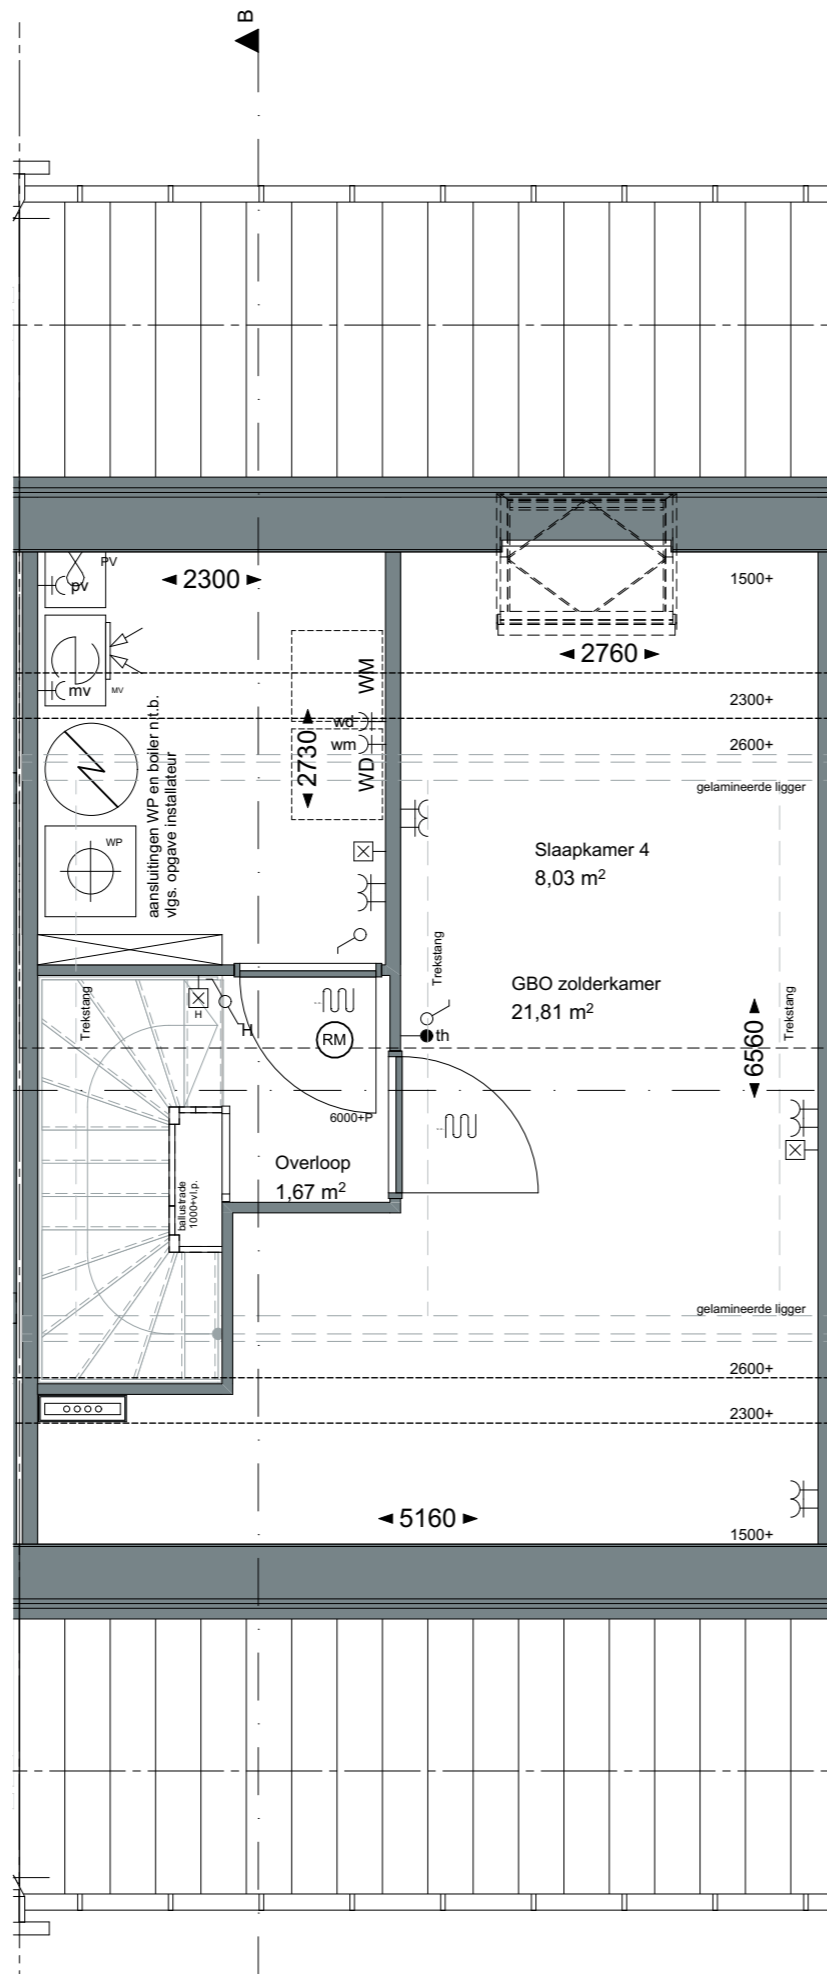 B
PV
pv
2300
1500+
2760
WM
mv
MV
2300+
wd
wm
2730
WD
2600+
gelamineerde ligger
aansluitingen WP en boiler n.t.b.
vlgs. opgave installateur
WP
Slaapkamer 4
8,03 m²
Trekstang
GBO zolderkamer
21,81 m²
Trekstang
Trekstang
H
H
RM
th
6560
6000+P
Overloop
1,67 m²
ballustrade
1000+vl.p.
gelamineerde ligger
2600+
2300+
5160
1500+